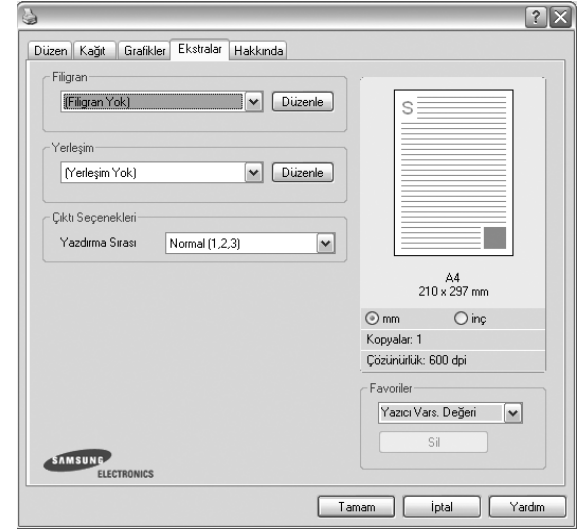 Düzen Kağıt Grafikler Ekstralar Hakkında
Filigran
(Filigran Yok)
Düzenle
Yerleşim
(Yerleşim Yok)
Düzenle
Çıktı Seçenekleri
Yazdırma Sırası
Normal (1,2,3)
S
A4
210 x 297 mm
mm
inç
Kopyalar: 1
Çözünürlük: 600 dpi
Favoriler
Yazıcı Vars. Değeri
Sil
SAMSUNG
ELECTRONICS
Tamam İptal Yardım